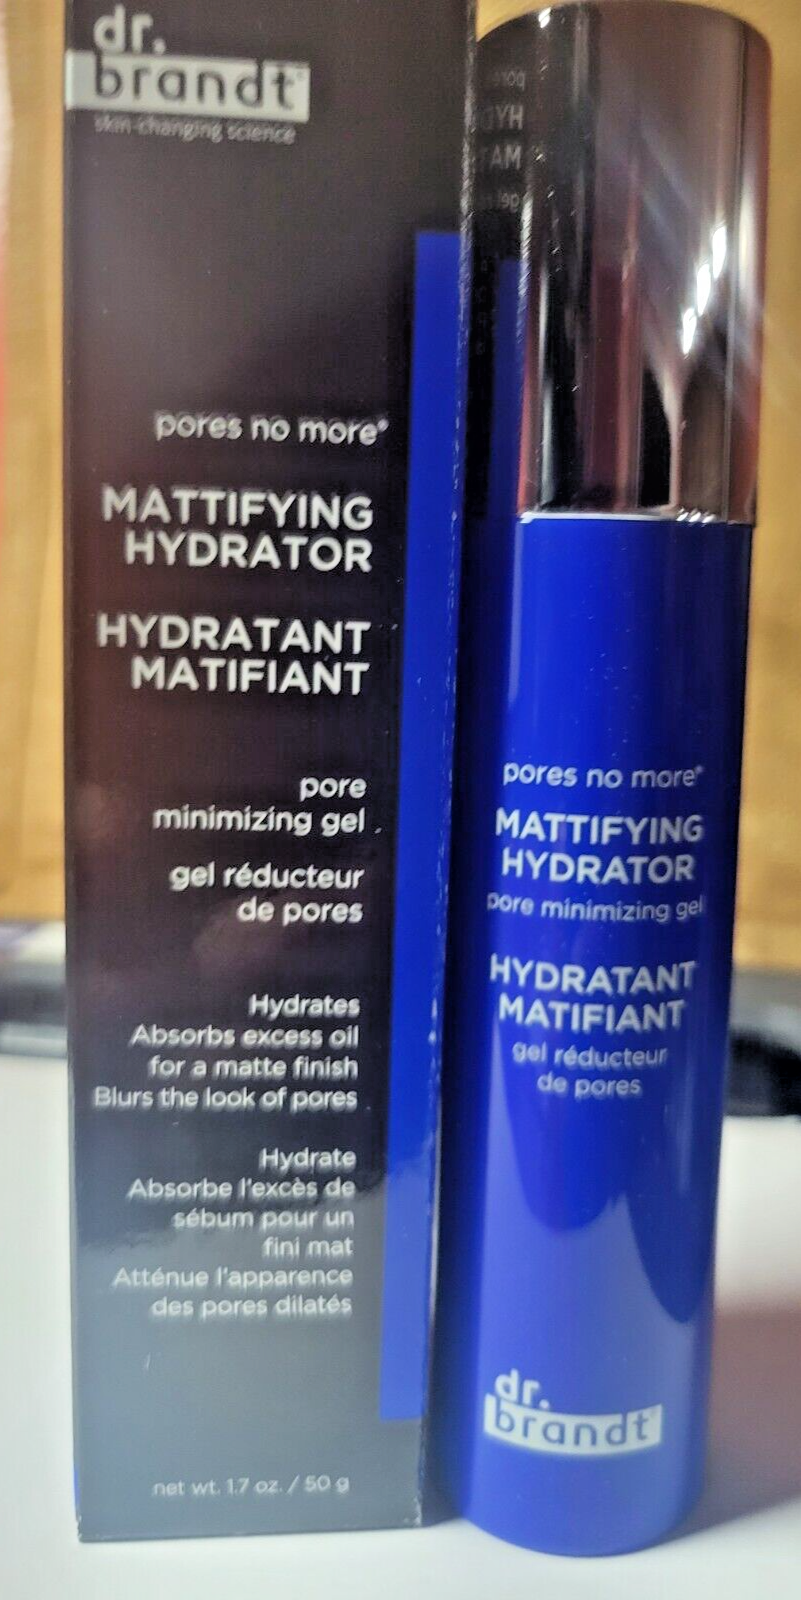 dr.
brandt
skin-changing science
pores no more®
MATTIFYING
HYDRATOR
HYDRATANT
MATIFIANT
pore
minimizing gel
gel réducteur
de pores
Hydrates
Absorbs excess oil
for a matte finish
Blurs the look of pores
Hydrate
Absorbe l'excès de
sébum pour un
fini mat
Atténue l'apparence
des pores dilatés
net wt. 1.7 oz. / 50 g
pores no more®
MATTIFYING
HYDRATOR
pore minimizing gel
HYDRATANT
MATIFIANT
gel réducteur
de pores
dr.
brandt